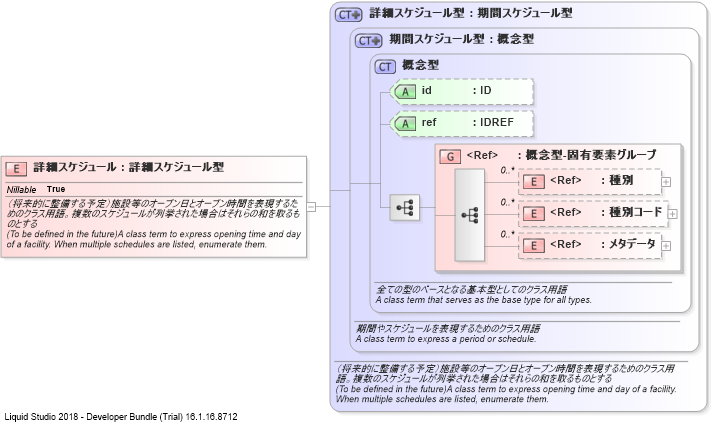 CT 詳細スケジュール型 : 期間スケジュール型
CT 期間スケジュール型 : 概念型
CT 概念型
A id : ID
A ref : IDREF
G <Ref> : 概念型-固有要素グループ
0..*
E <Ref> : 種別
0..*
E <Ref> : 種別コード
0..*
E <Ref> : メタデータ
全ての型のベースとなる基本型としてのクラス用語
A class term that serves as the base type for all types.
期間やスケジュールを表現するためのクラス用語
A class term to express a period or schedule.
(将来的に整備する予定)施設等のオープン日とオープン時間を表現するためのクラス用
語。複数のスケジュールが列挙された場合はそれらの和を取るものとする
(To be defined in the future)A class term to express opening time and day of a facility.
When multiple schedules are listed, enumerate them.
E 詳細スケジュール : 詳細スケジュール型
Nillable True
(将来的に整備する予定)施設等のオープン日とオープン時間を表現するた
めのクラス用語。複数のスケジュールが列挙された場合はそれらの和を取るも
のとする
(To be defined in the future)A class term to express opening time and day
of a facility. When multiple schedules are listed, enumerate them.
Liquid Studio 2018 - Developer Bundle (Trial) 16.1.16.8712